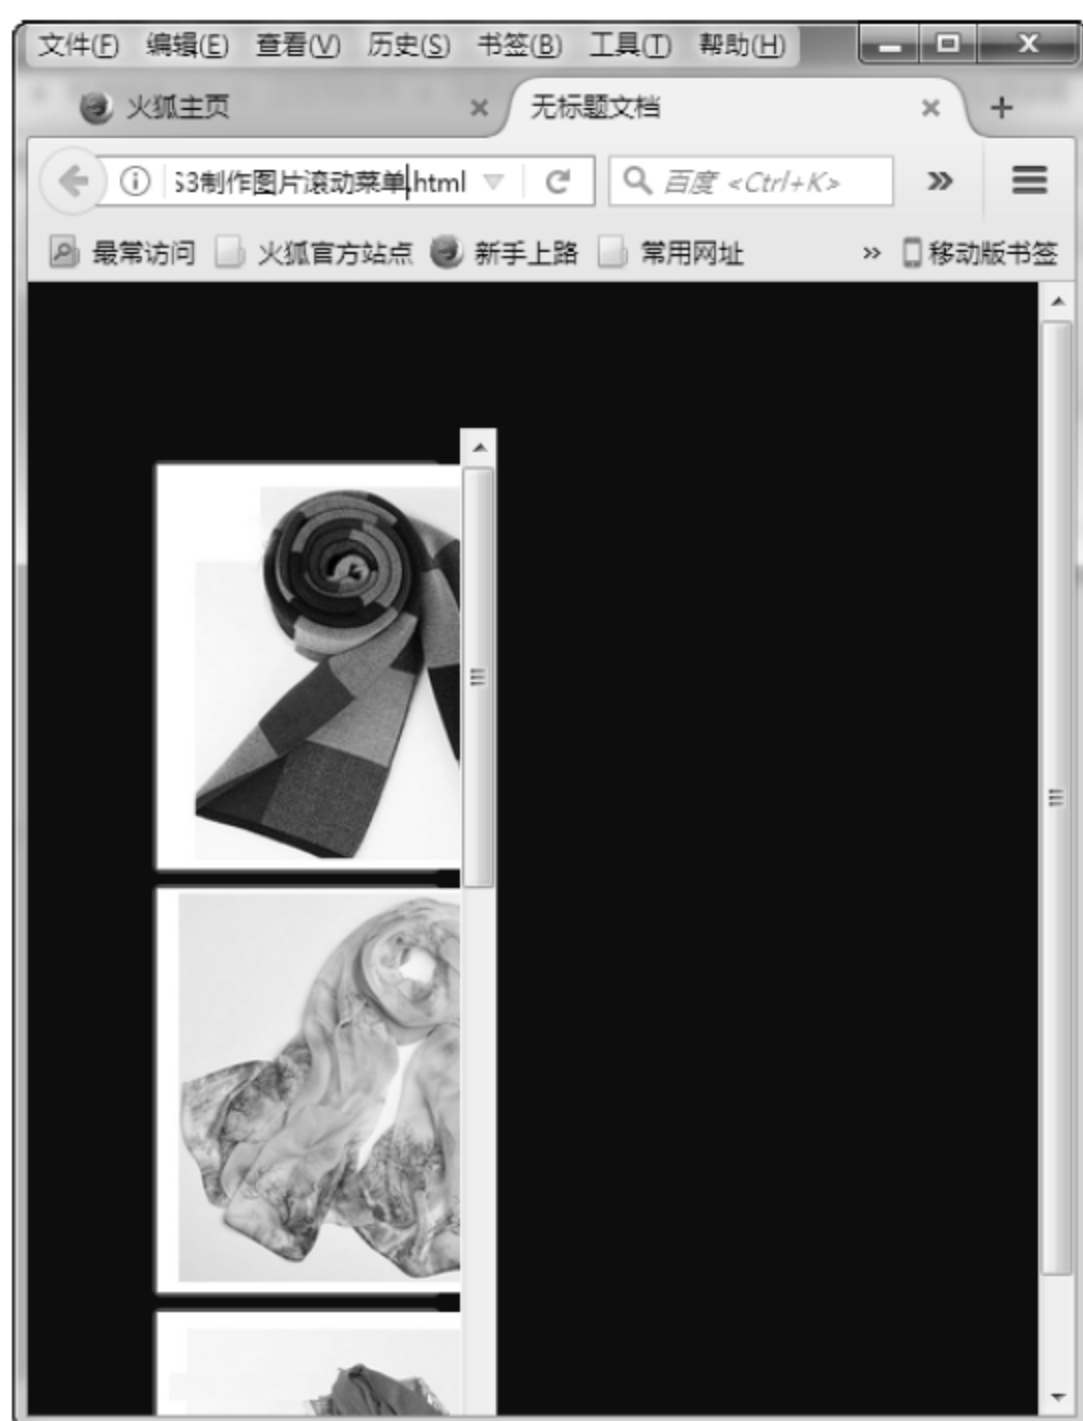 文件(F) 编辑(E) 查看(V) 历史(S) 书签(B) 工具(T) 帮助(H)
火狐主页 无标题文档
S3制作图片滚动菜单.html 百度 <Ctrl+K>
最常访问 火狐官方站点 新手上路 常用网址 移动版书签